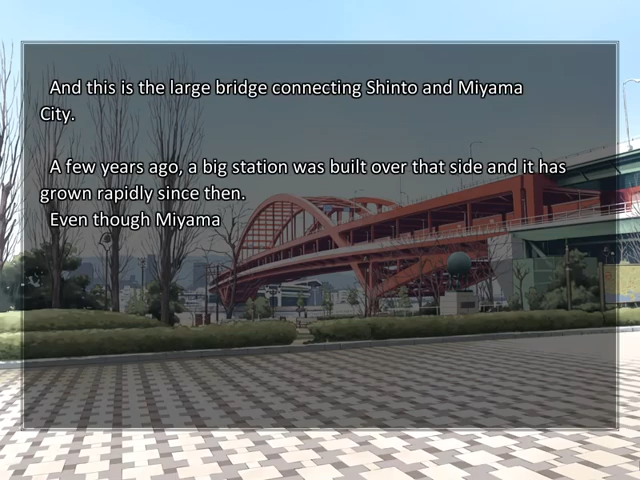 And this is the large bridge connecting Shinto and Miyama
City.
A few years ago, a big station was built over that side and it has
grown rapidly since then.
Even though Miyama